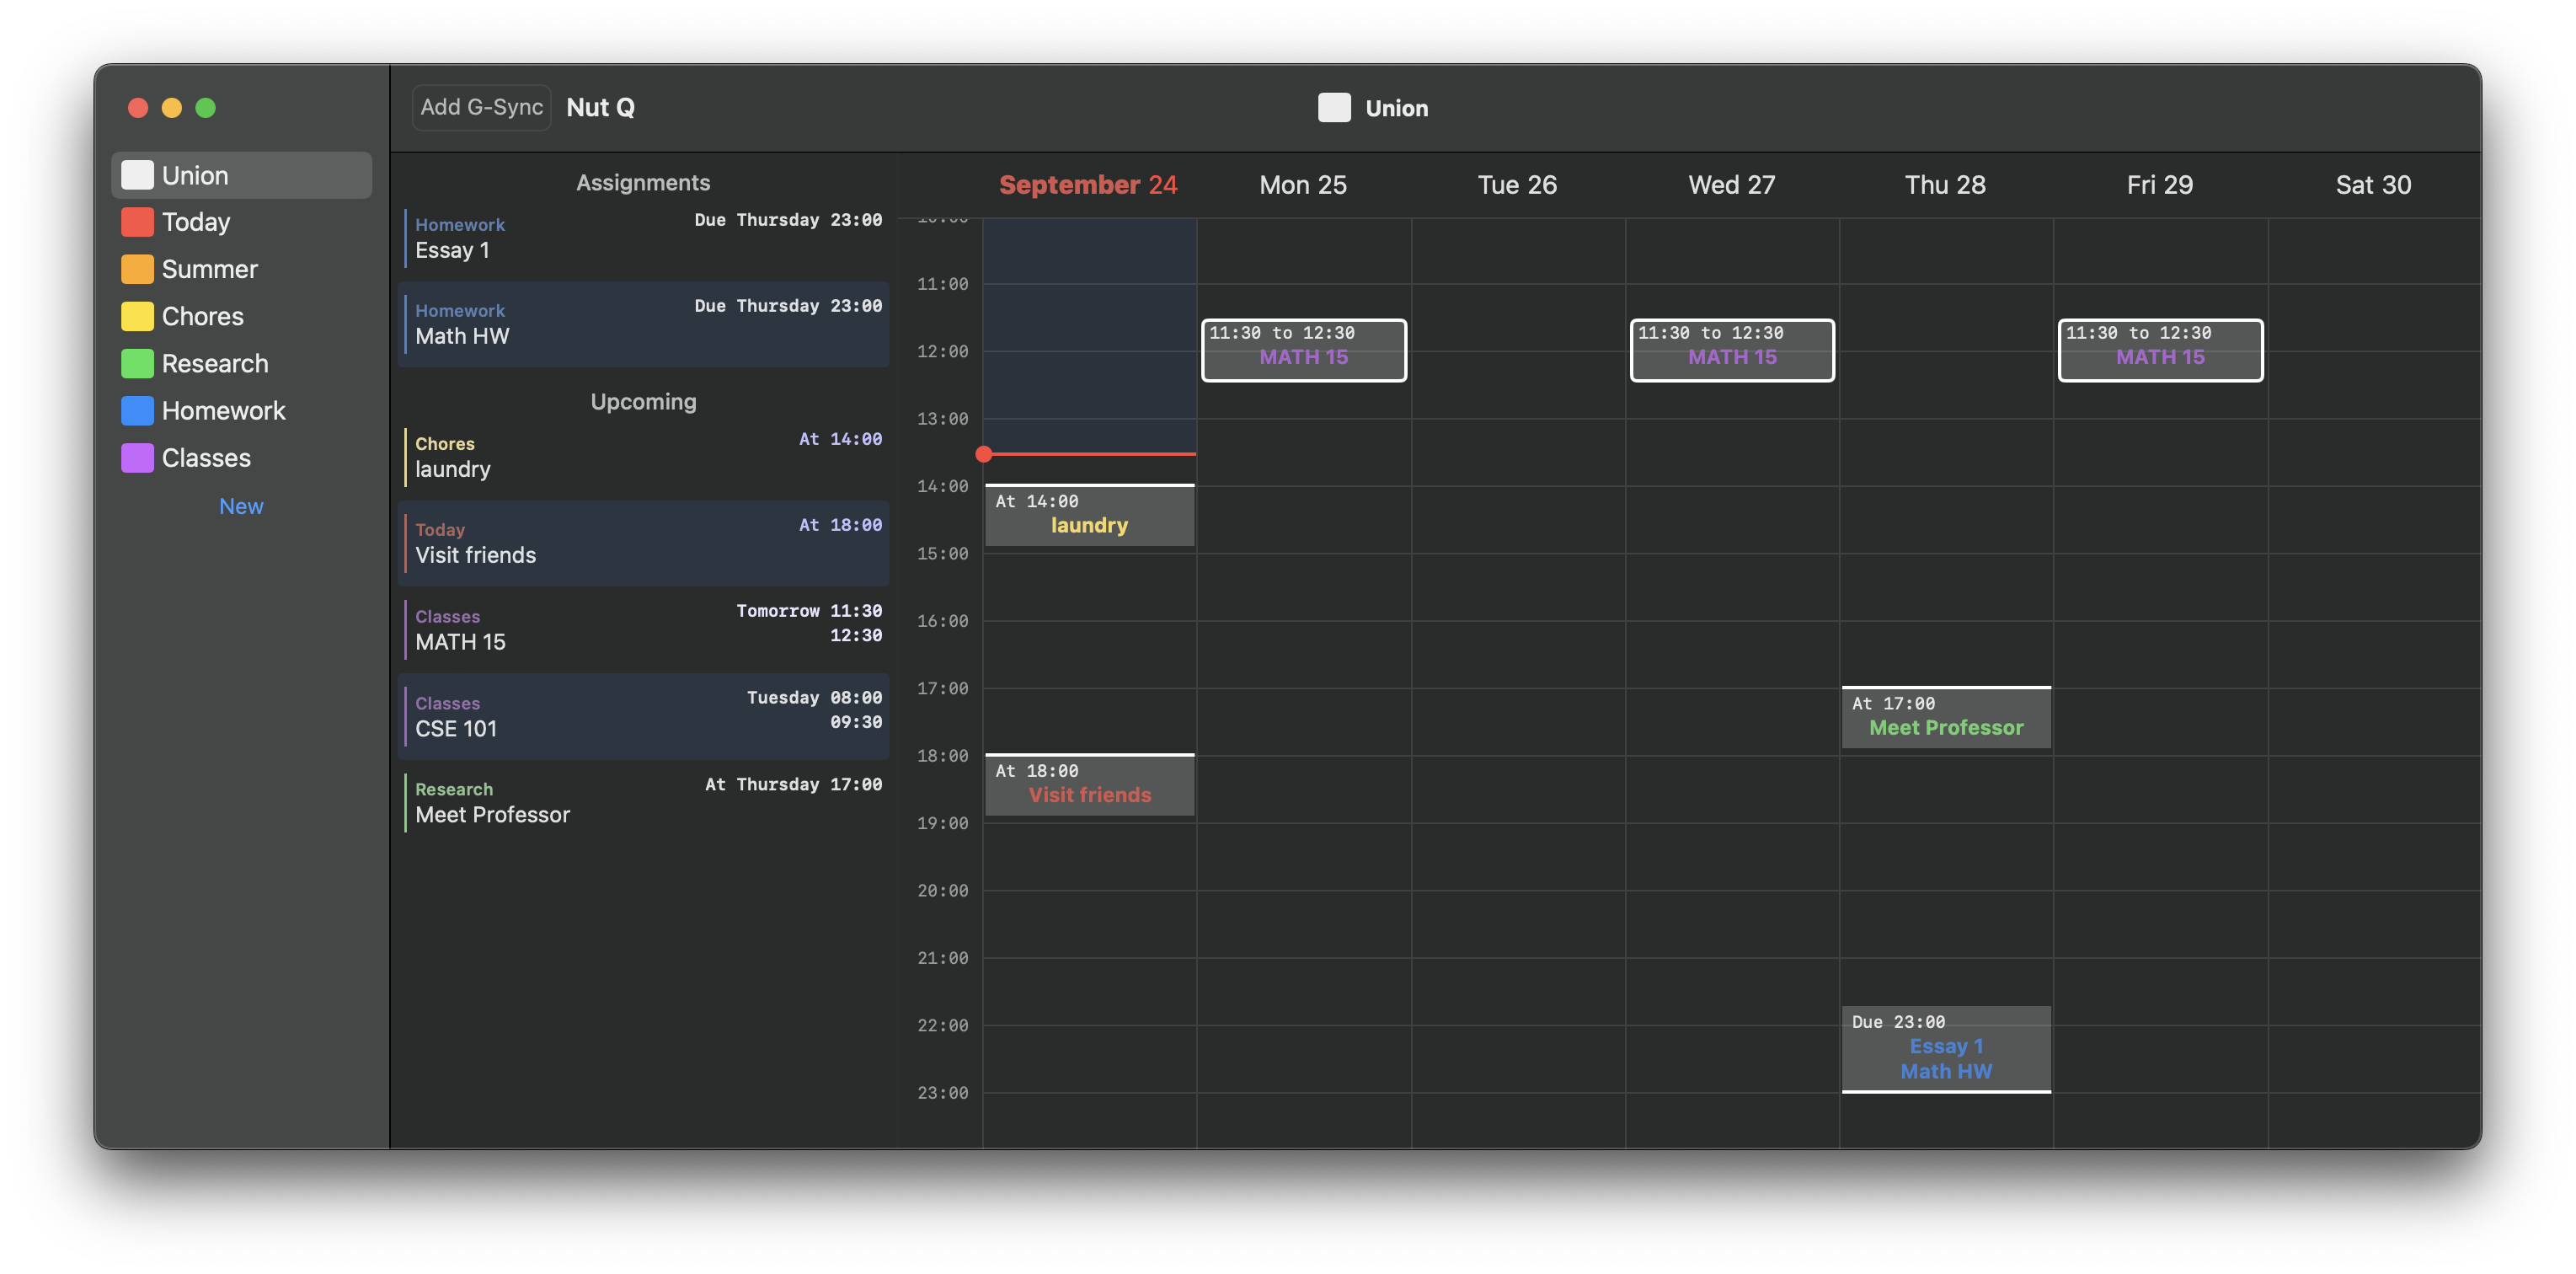 Add G-Sync
Nut Q
Union
Union
Today
Summer
Chores
Research
Homework
Classes
New
Assignments
Homework
Due Thursday 23:00
Essay 1
Homework
Due Thursday 23:00
Math HW
Upcoming
Chores
At 14:00
laundry
Today
At 18:00
Visit friends
Classes
Tomorrow 11:30
MATH 15
12:30
Classes
Tuesday 08:00
CSE 101
09:30
Research
At Thursday 17:00
Meet Professor
September 24
Mon 25
Tue 26
Wed 27
Thu 28
Fri 29
Sat 30
10:00
11:00
12:00
13:00
14:00
15:00
16:00
17:00
18:00
19:00
20:00
21:00
22:00
23:00
At 14:00
laundry
At 18:00
Visit friends
11:30 to 12:30
MATH 15
11:30 to 12:30
MATH 15
At 17:00
Meet Professor
Due 23:00
Essay 1
Math HW
11:30 to 12:30
MATH 15